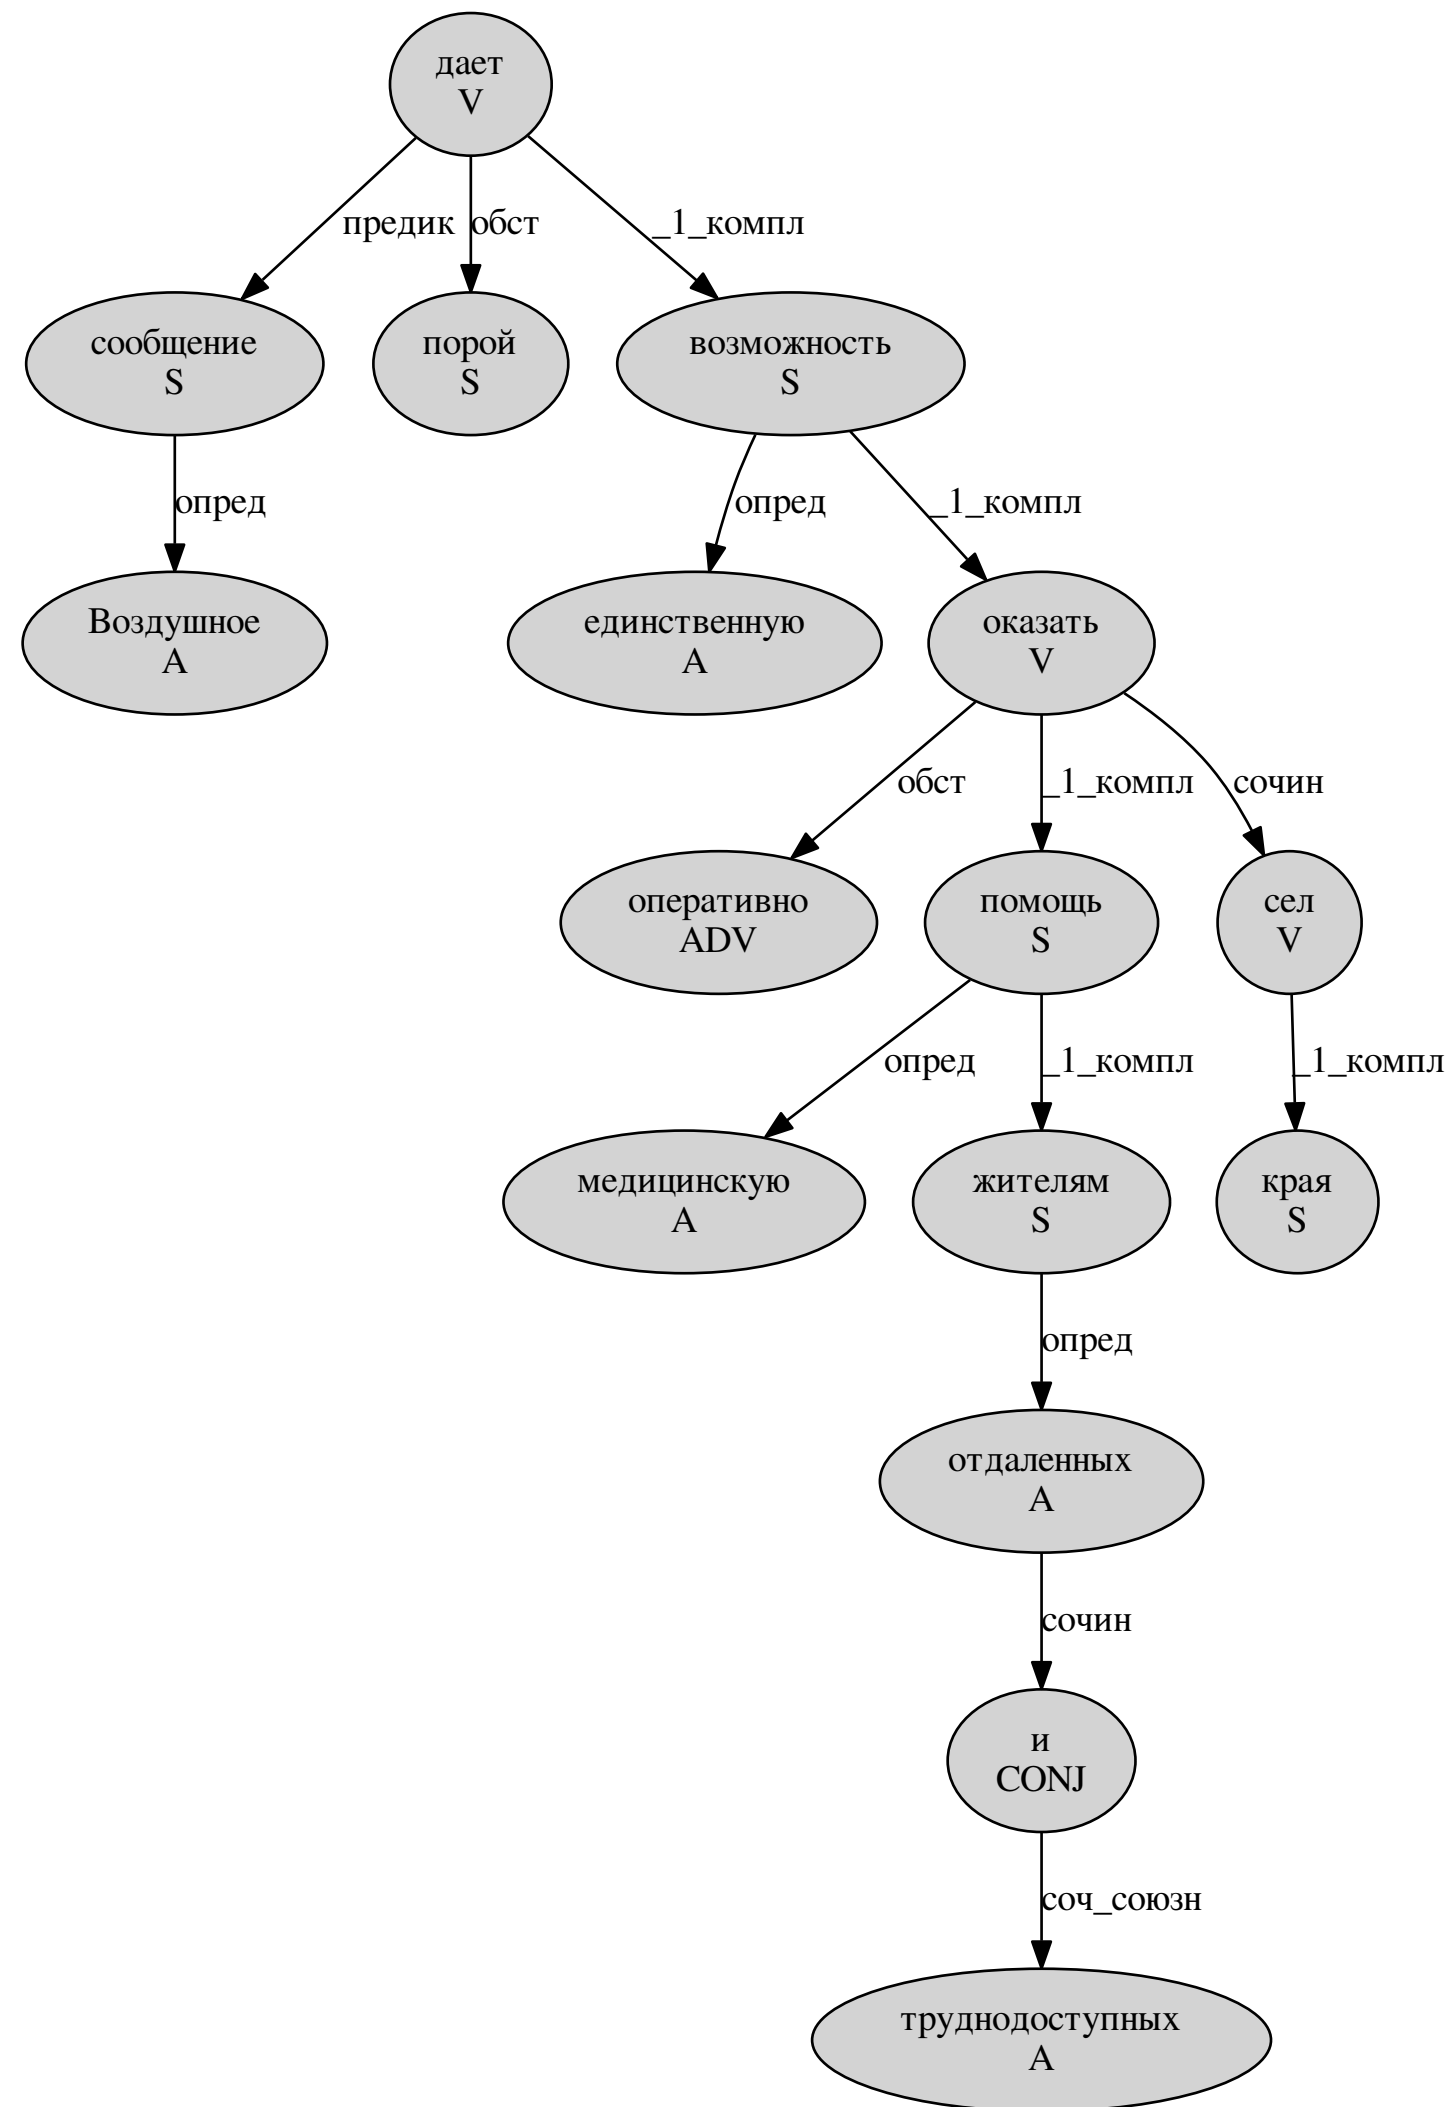 дает
V
предик обст _1_компл
сообщение
S
порой
S
возможность
S
опред опред _1_компл
Воздушное
A
единственную
A
оказать
V
обст _1_компл сочин
оперативно
ADV
помощь
S
сел
V
опред _1_компл _1_компл
медицинскую
A
жителям
S
края
S
опред
отдаленных
A
сочин
и
CONJ
соч_союзн
труднодоступных
A